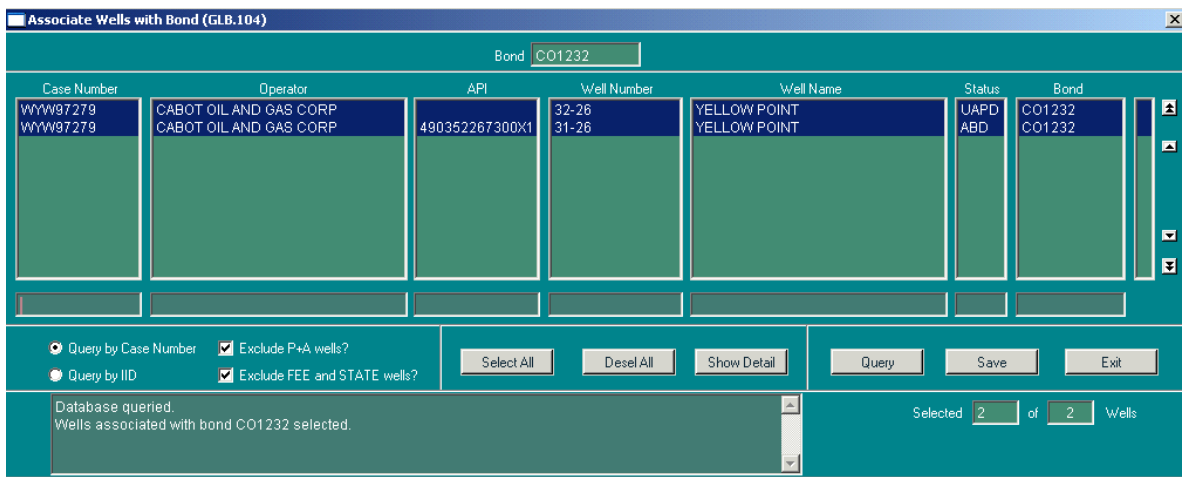 Associate Wells with Bond (GLB.104)
Bond CO1232
Case Number Operator API Well Number Well Name Status Bond
WYW97279 CABOT OIL AND GAS CORP 32-26 YELLOW POINT UAPD CO1232
WYW97279 CABOT OIL AND GAS CORP 490352267300X1 31-26 YELLOW POINT ABD CO1232
Query by Case Number Exclude P+A wells?
Query by IID Exclude FEE and STATE wells?
Select All Desel All Show Detail Query Save Exit
Database queried.
Wells associated with bond CO1232 selected.
Selected 2 of 2 Wells